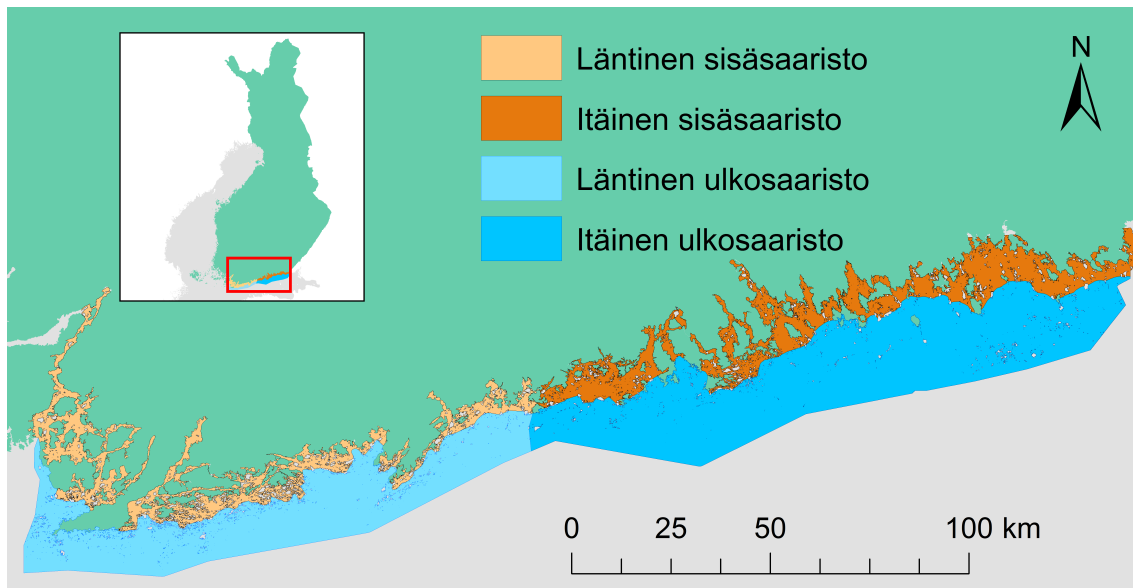 Läntinen sisäsaaristo
Itäinen sisäsaaristo
Läntinen ulkosaaristo
Itäinen ulkosaaristo
N
0 25 50 100 km